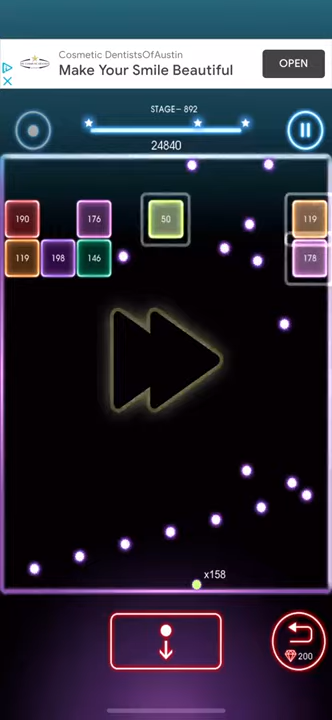 Cosmetic DentistsOfAustin
Make Your Smile Beautiful
OPEN
STAGE- 892
24840
190
176
50
119
119
198
146
178
x158
200